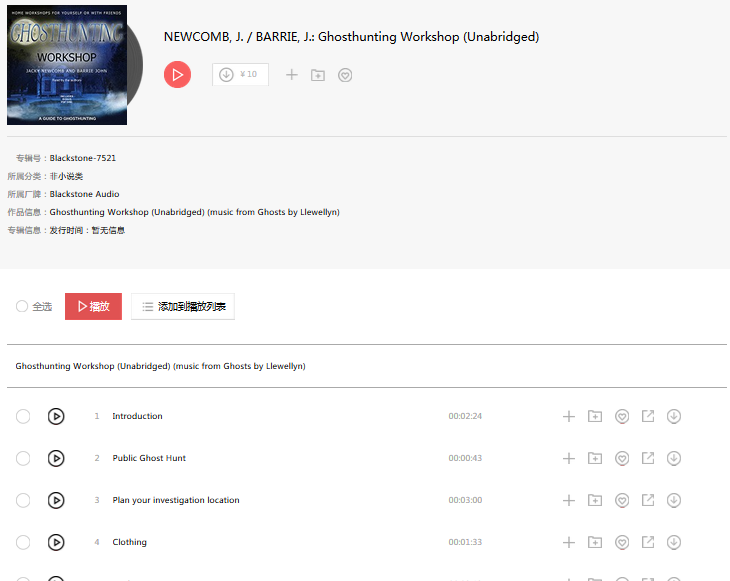 HOME WORKSHOPS FOR YOURSELF OR WITH FRIENDS
GHOSTHUNTING
WORKSHOP
JACKY NEWCOMB AND BARRIE JOHN
A GUIDE TO GHOSTHUNTING
NEWCOMB, J. / BARRIE, J.: Ghosthunting Workshop (Unabridged)
¥ 10
专辑号：Blackstone-7521
所属分类：非小说类
所属厂牌：Blackstone Audio
作品信息：Ghosthunting Workshop (Unabridged) (music from Ghosts by Llewellyn)
专辑信息：发行时间：暂无信息
全选 播放 添加到播放列表
Ghosthunting Workshop (Unabridged) (music from Ghosts by Llewellyn)
1 Introduction 00:02:24
2 Public Ghost Hunt 00:00:43
3 Plan your investigation location 00:03:00
4 Clothing 00:01:33